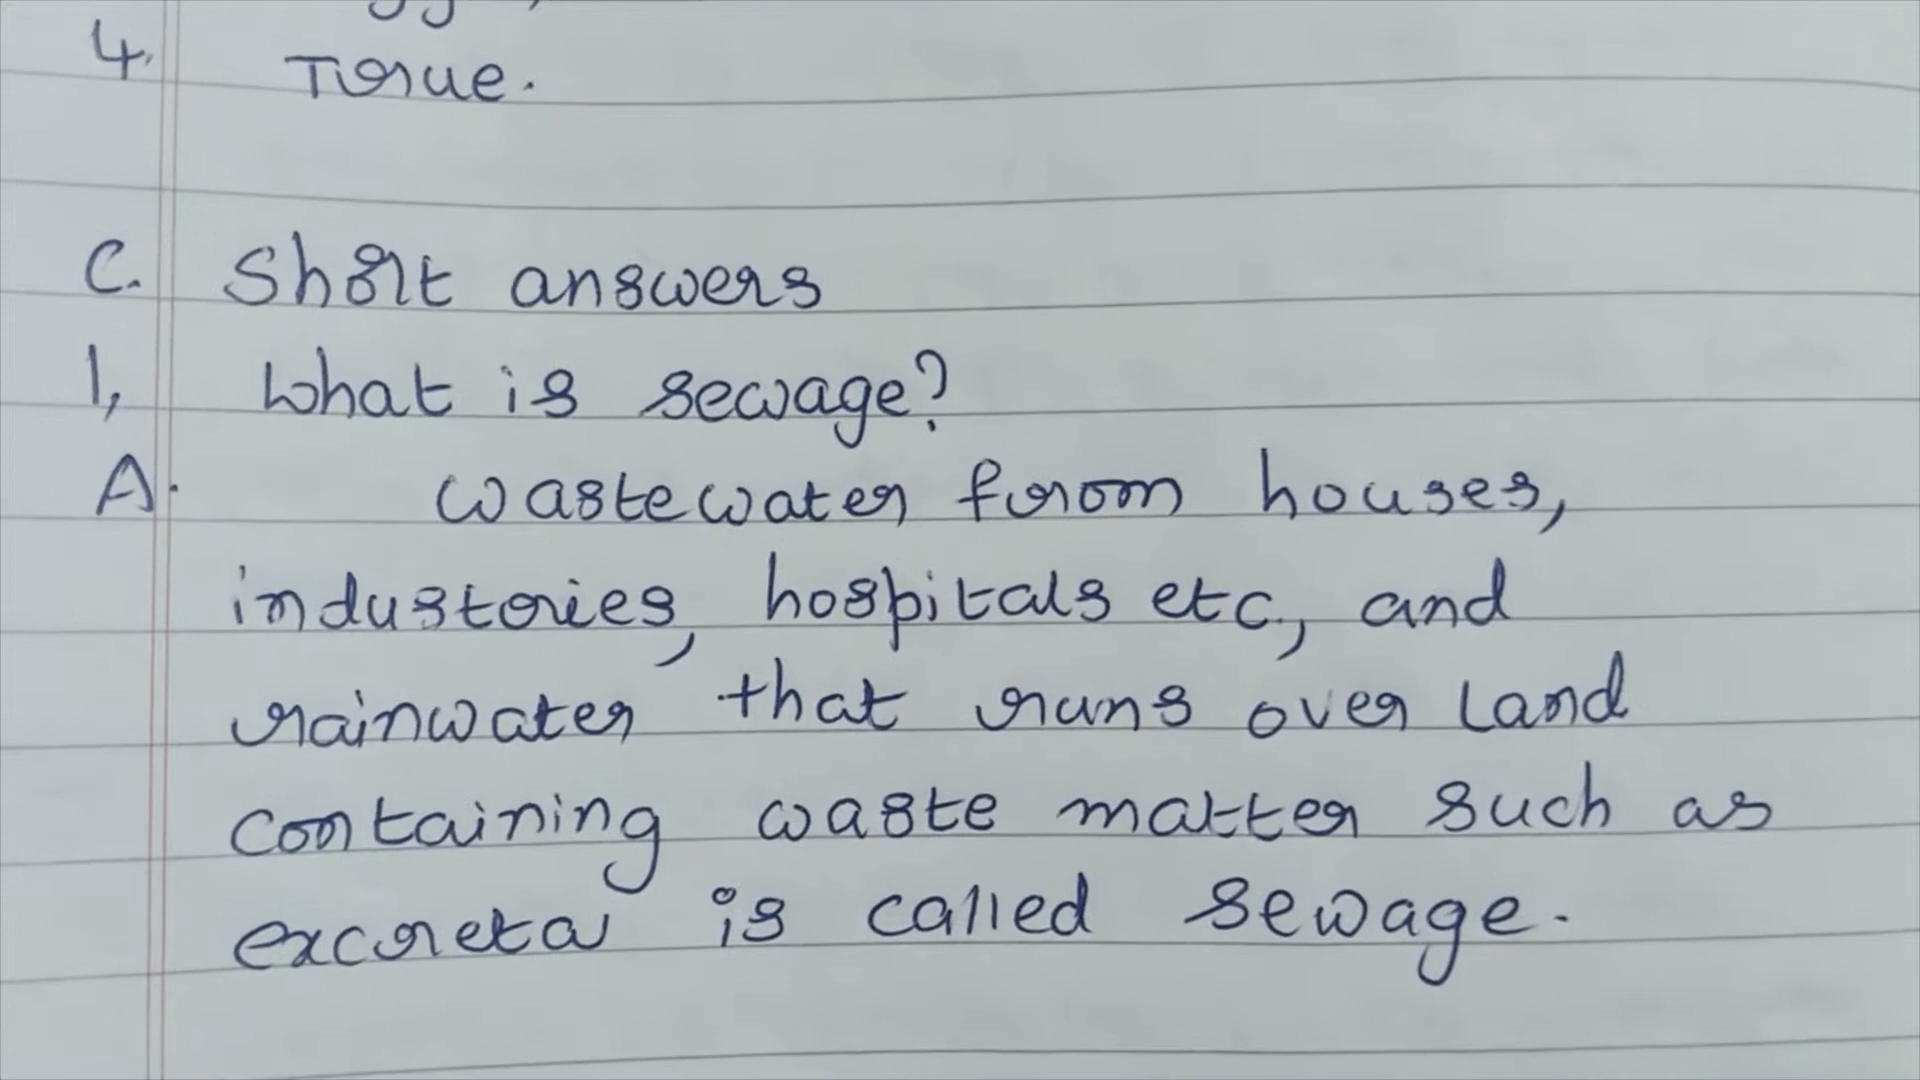 4. True.
C. Short answers
1, What is sewage?
A. wastewater from houses,
industries, hospitals etc., and
rainwater that runs over land
containing waste matter such as
excreta is called sewage.